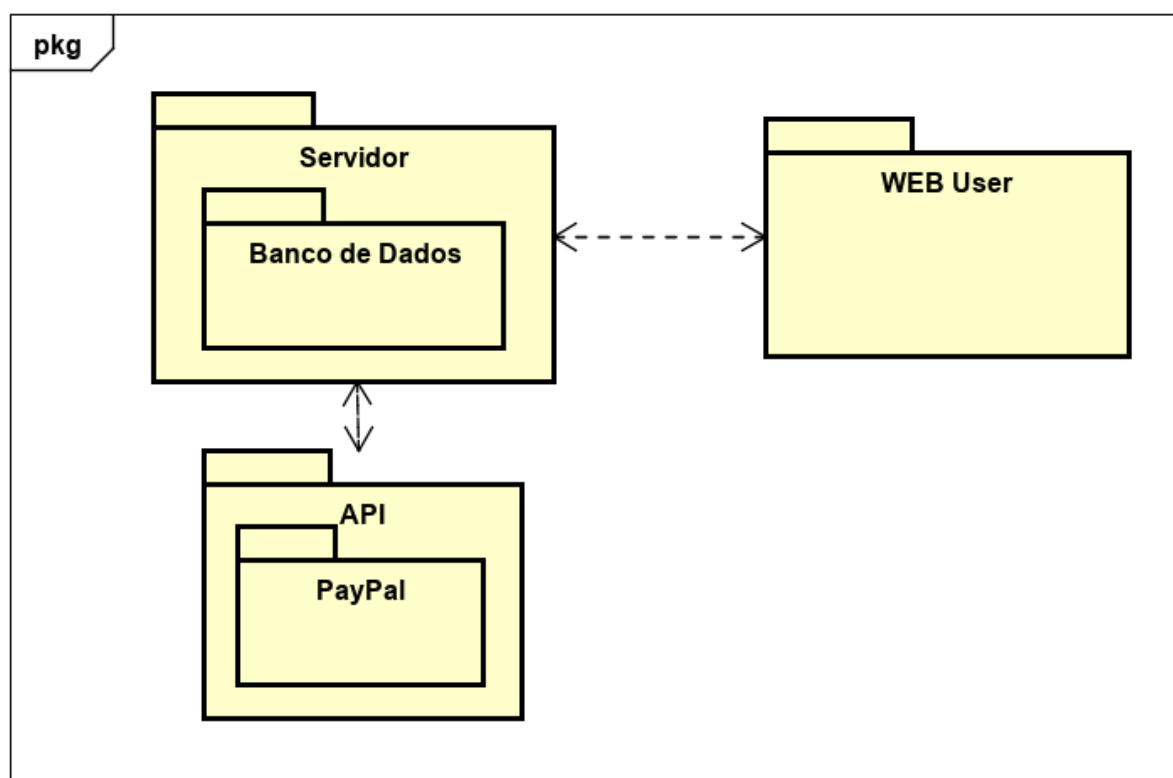 pkg
Servidor
WEB User
Banco de Dados
API
PayPal